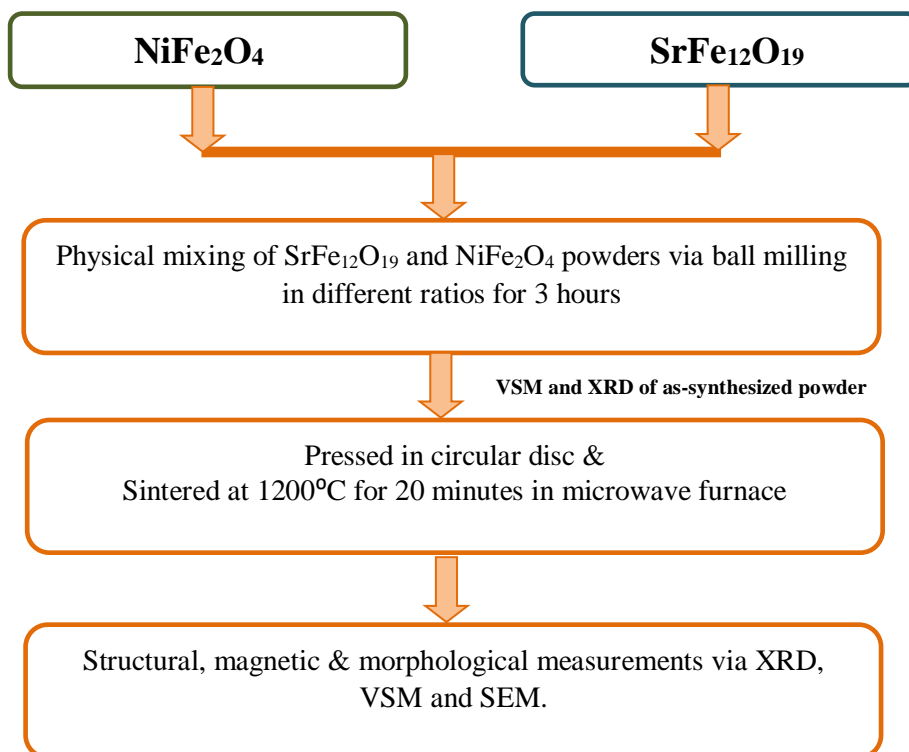 NiFe₂O₄
SrFe₁₂O₁₉
Physical mixing of SrFe₁₂O₁₉ and NiFe₂O₄ powders via ball milling
in different ratios for 3 hours
VSM and XRD of as-synthesized powder
Pressed in circular disc &
Sintered at 1200⁰C for 20 minutes in microwave furnace
Structural, magnetic & morphological measurements via XRD,
VSM and SEM.